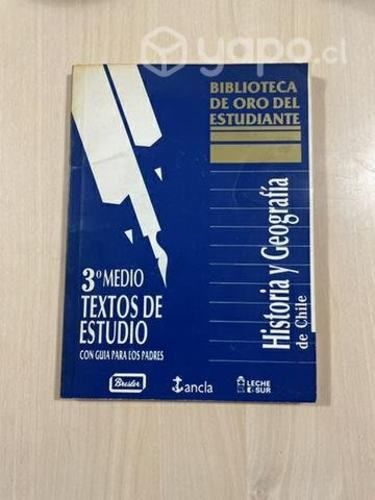 yapo.cl
BIBLIOTECA
DE ORO DEL
ESTUDIANTE
Historia y Geografía
de Chile
3º MEDIO
TEXTOS DE
ESTUDIO
CON GUIA PARA LOS PADRES
Bresler
ancla
LECHE
SUR